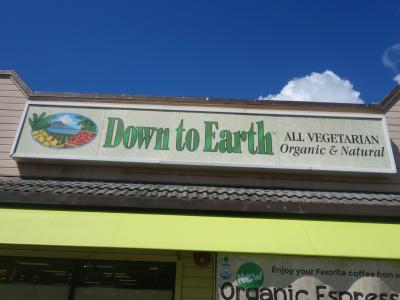 Down to Earth
ALL VEGETARIAN
Organic & Natural
New
Enjoy your Favorite coffee from
Organic Espress